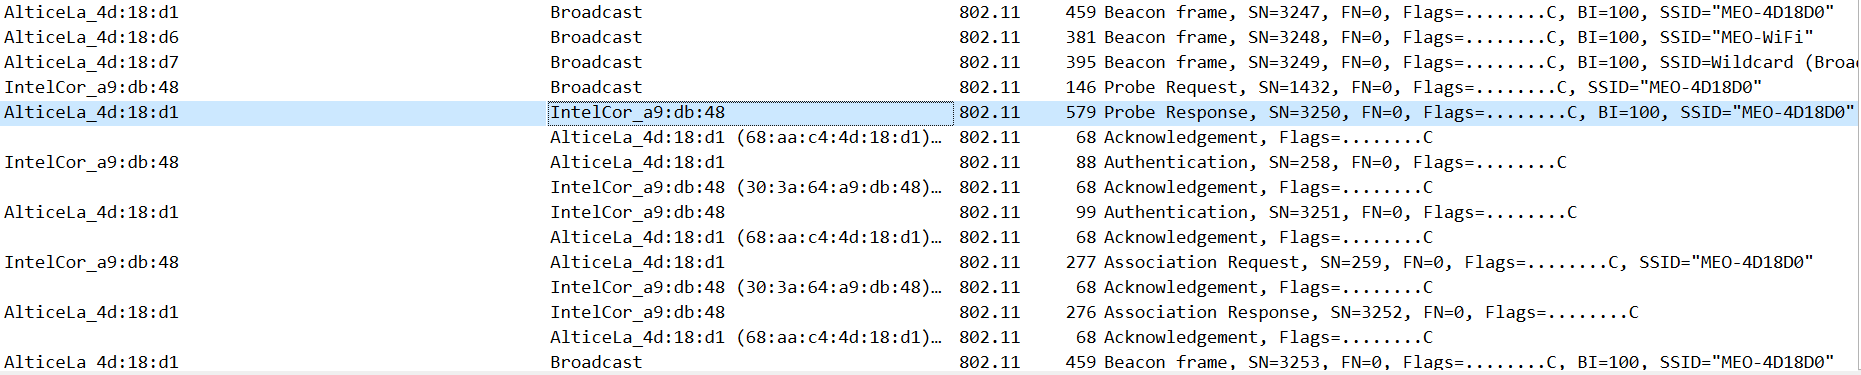 AlticeLa_4d:18:d1 Broadcast 802.11 459 Beacon frame, SN=3247, FN=0, Flags=........C, BI=100, SSID="MEO-4D18D0"
AlticeLa_4d:18:d6 Broadcast 802.11 381 Beacon frame, SN=3248, FN=0, Flags=........C, BI=100, SSID="MEO-WiFi"
AlticeLa_4d:18:d7 Broadcast 802.11 395 Beacon frame, SN=3249, FN=0, Flags=........C, BI=100, SSID=Wildcard (Broa
IntelCor_a9:db:48 Broadcast 802.11 146 Probe Request, SN=1432, FN=0, Flags=........C, SSID="MEO-4D18D0"
AlticeLa_4d:18:d1 IntelCor_a9:db:48 802.11 579 Probe Response, SN=3250, FN=0, Flags=........C, BI=100, SSID="MEO-4D18D0"
AlticeLa_4d:18:d1 (68:aa:c4:4d:18:d1)… 802.11 68 Acknowledgement, Flags=........C
IntelCor_a9:db:48 AlticeLa_4d:18:d1 802.11 88 Authentication, SN=258, FN=0, Flags=........C
IntelCor_a9:db:48 (30:3a:64:a9:db:48)… 802.11 68 Acknowledgement, Flags=........C
AlticeLa_4d:18:d1 IntelCor_a9:db:48 802.11 99 Authentication, SN=3251, FN=0, Flags=........C
AlticeLa_4d:18:d1 (68:aa:c4:4d:18:d1)… 802.11 68 Acknowledgement, Flags=........C
IntelCor_a9:db:48 AlticeLa_4d:18:d1 802.11 277 Association Request, SN=259, FN=0, Flags=........C, SSID="MEO-4D18D0"
IntelCor_a9:db:48 (30:3a:64:a9:db:48)… 802.11 68 Acknowledgement, Flags=........C
AlticeLa_4d:18:d1 IntelCor_a9:db:48 802.11 276 Association Response, SN=3252, FN=0, Flags=........C
AlticeLa_4d:18:d1 (68:aa:c4:4d:18:d1)… 802.11 68 Acknowledgement, Flags=........C
AlticeLa_4d:18:d1 Broadcast 802.11 459 Beacon frame, SN=3253, FN=0, Flags=........C, BI=100, SSID="MEO-4D18D0"